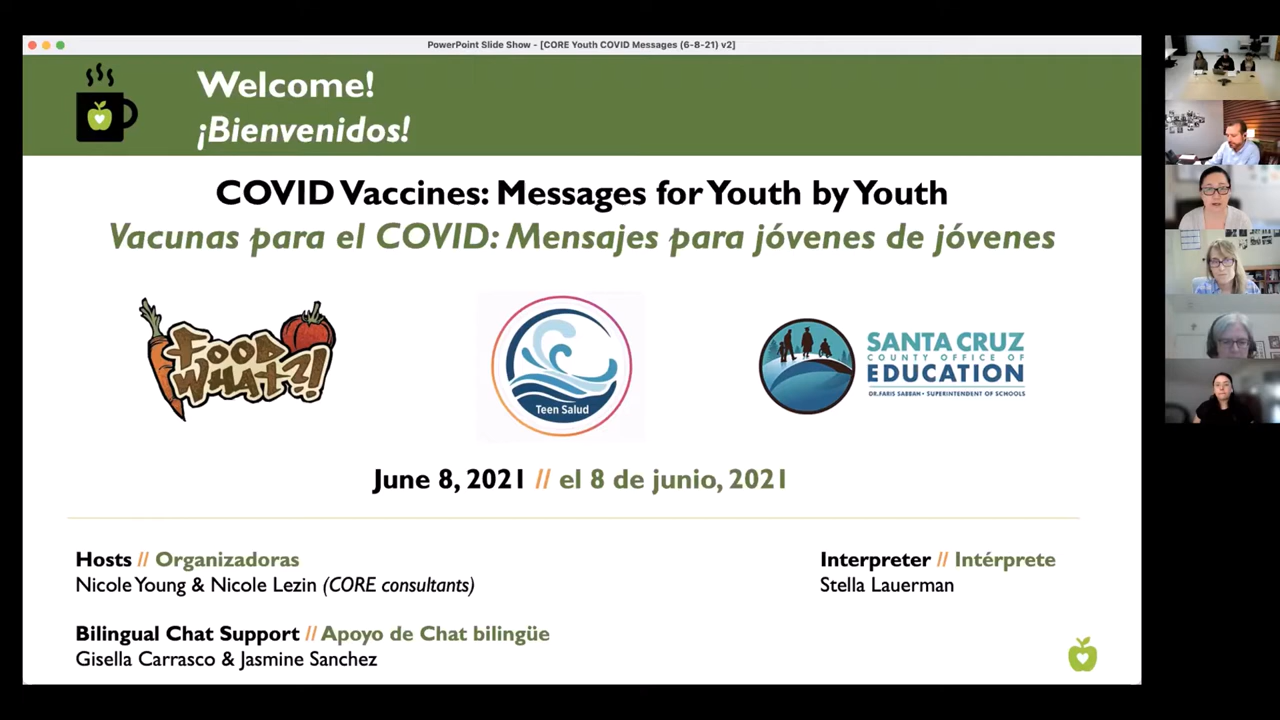 PowerPoint Slide Show - [CORE Youth COVID Messages (6-8-21) v2]
Welcome!
¡Bienvenidos!
COVID Vaccines: Messages for Youth by Youth
Vacunas para el COVID: Mensajes para jóvenes de jóvenes
FOOD
WHAT?!
Teen Salud
SANTA CRUZ
COUNTY OFFICE OF
EDUCATION
DR. FARIS SABBAH • SUPERINTENDENT OF SCHOOLS
June 8, 2021 // el 8 de junio, 2021
Hosts // Organizadoras
Nicole Young & Nicole Lezin (CORE consultants)
Interpreter // Intérprete
Stella Lauerman
Bilingual Chat Support // Apoyo de Chat bilingüe
Gisella Carrasco & Jasmine Sanchez